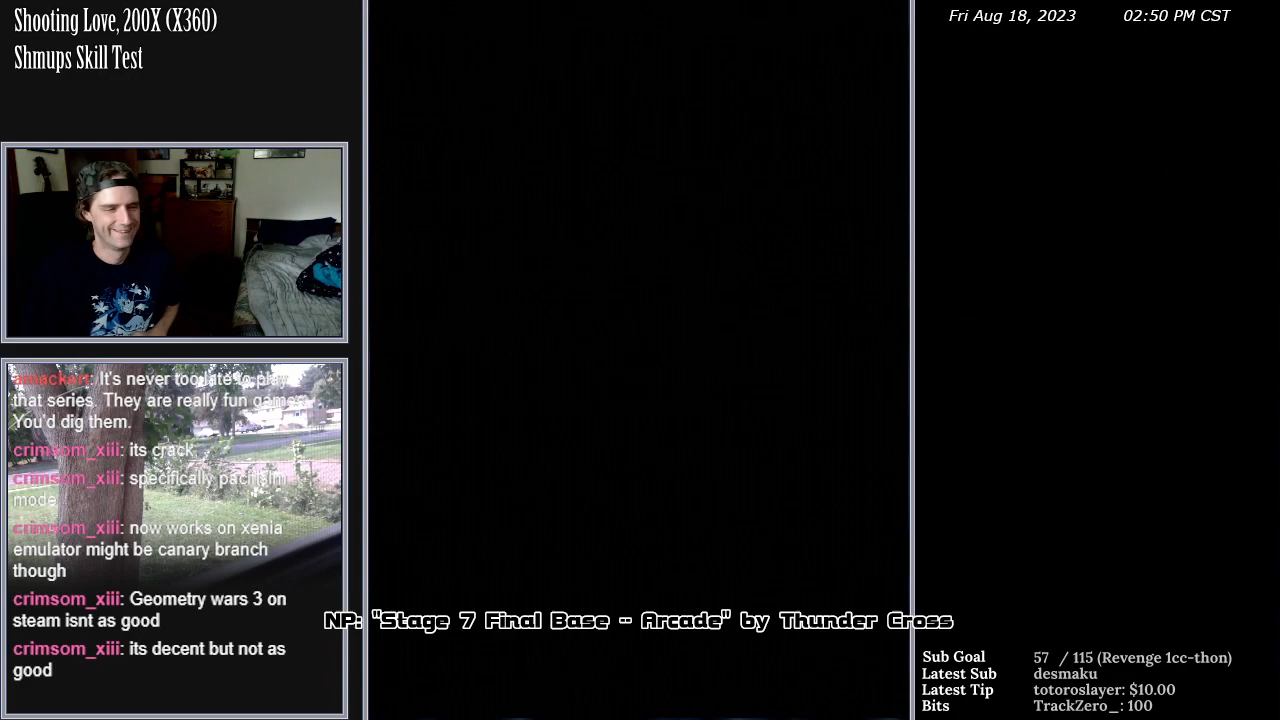 Shooting Love, 200X (X360)
Shmups Skill Test
Fri Aug 18, 2023 02:50 PM CST
amackert: It's never too late to play
that series. They are really fun games.
You'd dig them.
crimsom_xiii: its crack
crimsom_xiii: specifically pacifisim
mode
crimsom_xiii: now works on xenia
emulator might be canary branch
though
crimsom_xiii: Geometry wars 3 on
steam isnt as good
crimsom_xiii: its decent but not as
good
NP: "Stage 7 Final Base - Arcade" by Thunder Cross
Sub Goal 57 / 115 (Revenge 1cc-thon)
Latest Sub desmaku
Latest Tip totoroslayer: $10.00
Bits TrackZero_: 100